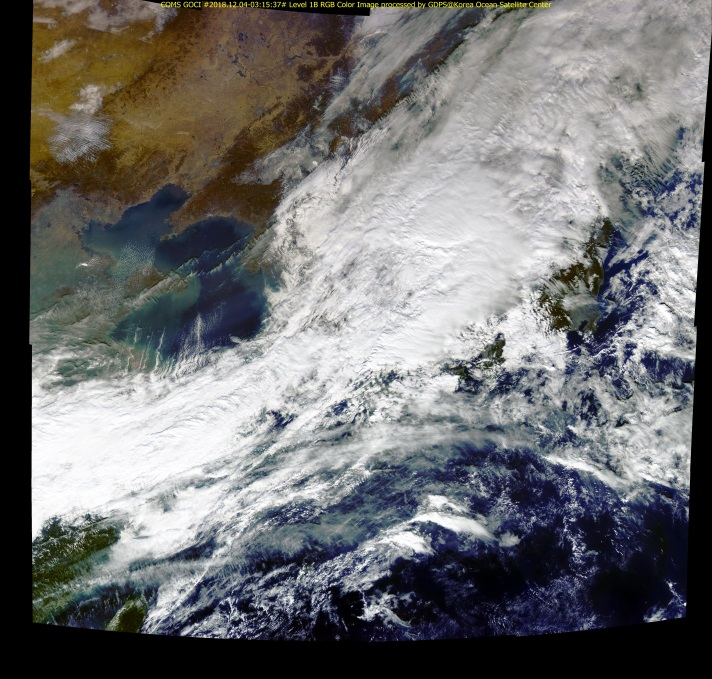 COMS GOCI #2018.12.04-03:15:37# Level 1B RGB Color Image processed by GDPS@Korea Ocean Satellite Center